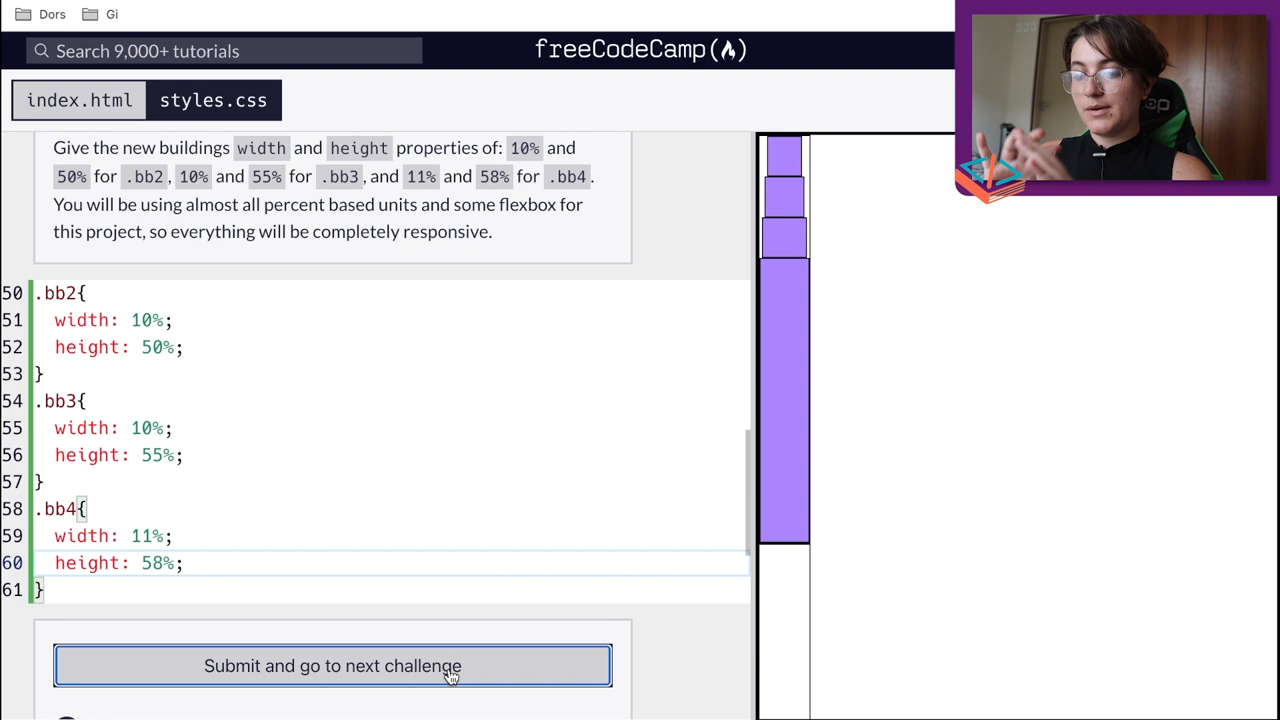 Dors Gi
Search 9,000+ tutorials
freeCodeCamp(🔥)
index.html styles.css
Give the new buildings width and height properties of: 10% and
50% for .bb2, 10% and 55% for .bb3, and 11% and 58% for .bb4.
You will be using almost all percent based units and some flexbox for
this project, so everything will be completely responsive.
50 .bb2{
51 width: 10%;
52 height: 50%;
53 }
54 .bb3{
55 width: 10%;
56 height: 55%;
57 }
58 .bb4{
59 width: 11%;
60 height: 58%;
61 }
Submit and go to next challenge